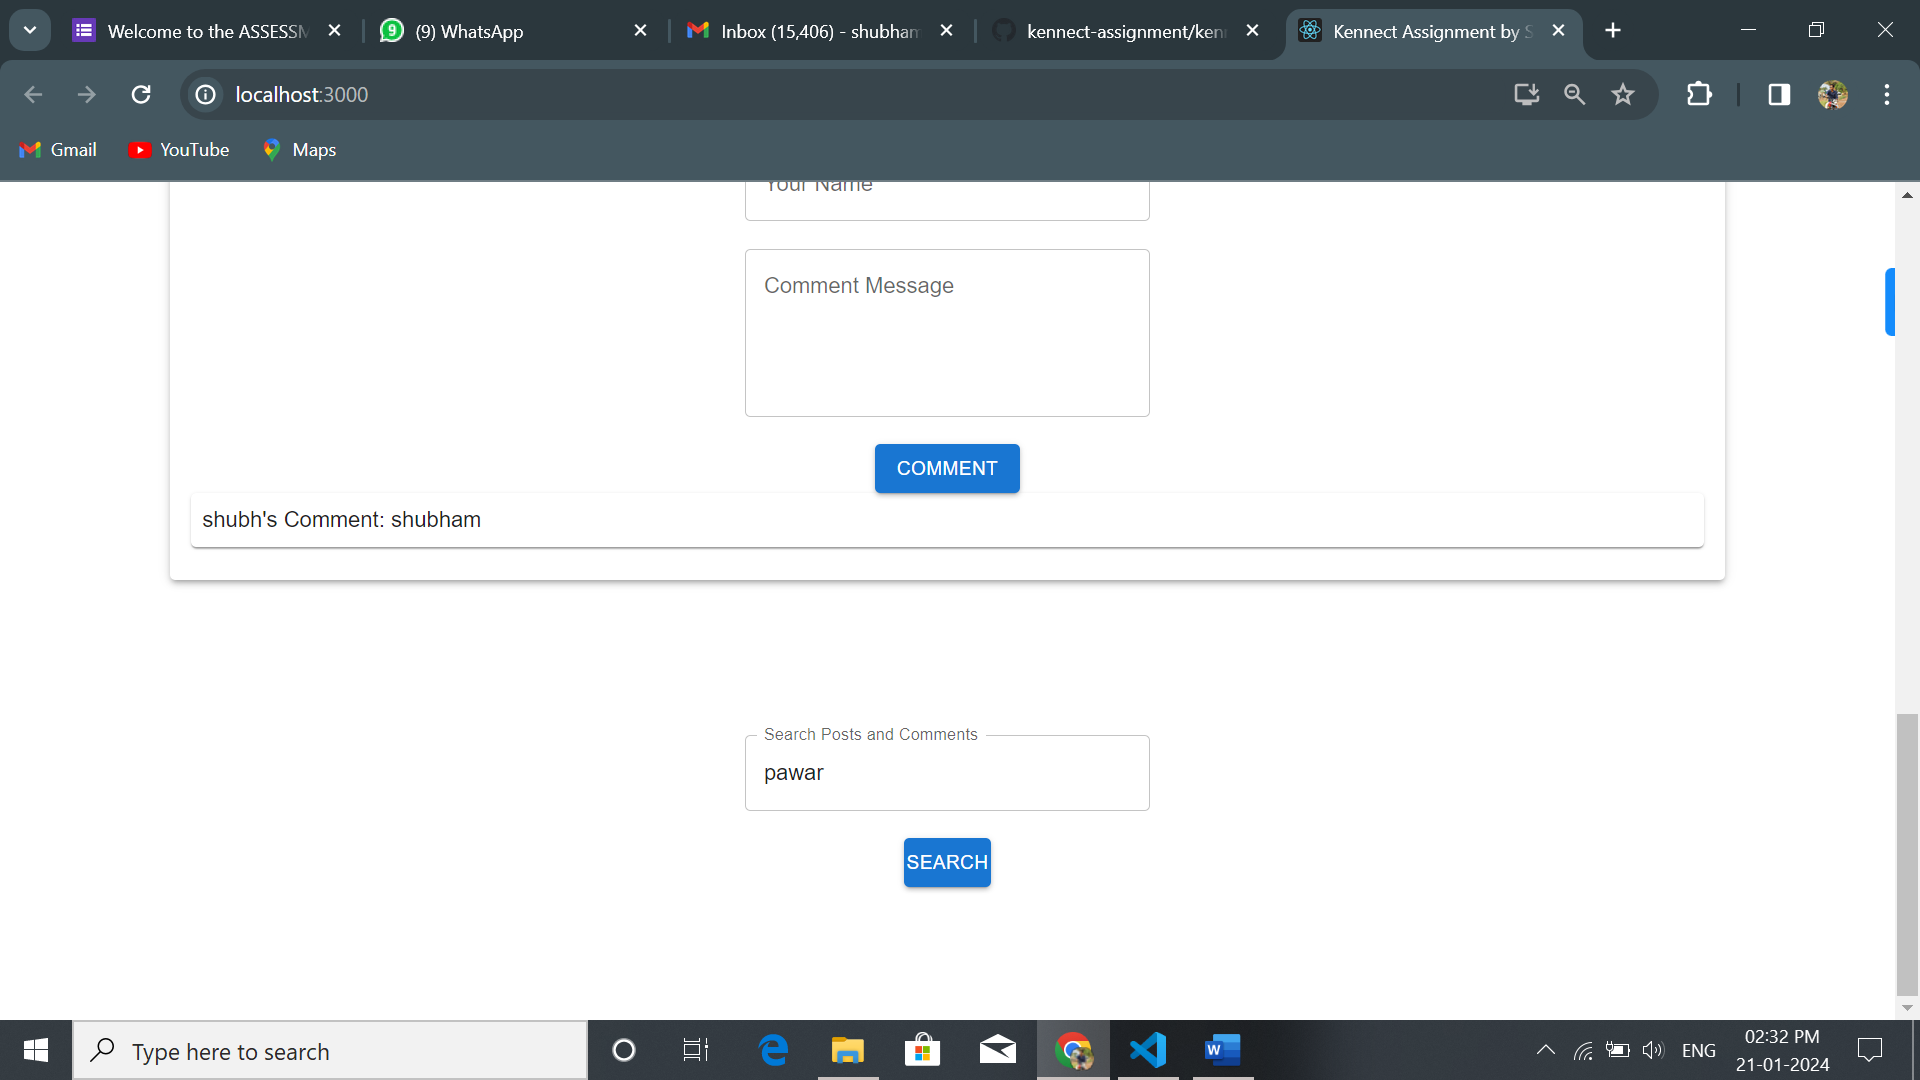 Welcome to the ASSESSM
(9) WhatsApp
Inbox (15,406) - shubham
kennect-assignment/kenn
Kennect Assignment by S
localhost:3000
Gmail
YouTube
Maps
Your Name
Comment Message
COMMENT
shubh's Comment: shubham
Search Posts and Comments
pawar
SEARCH
Type here to search
ENG
02:32 PM
21-01-2024